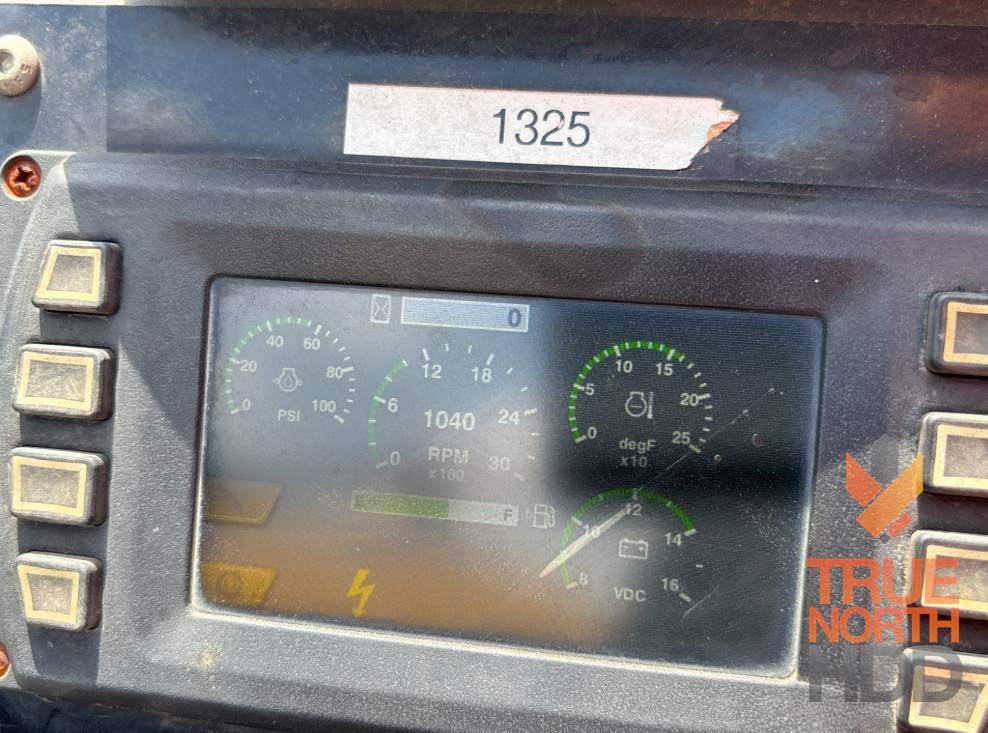 1325
0
0 20 40 60 80 100
PSI
0 6 12 18 24 30
1040
RPM
x100
0 5 10 15 20 25
degF
x10
E F
8 10 12 14 16
VDC
TRUE
NORTH
HDD